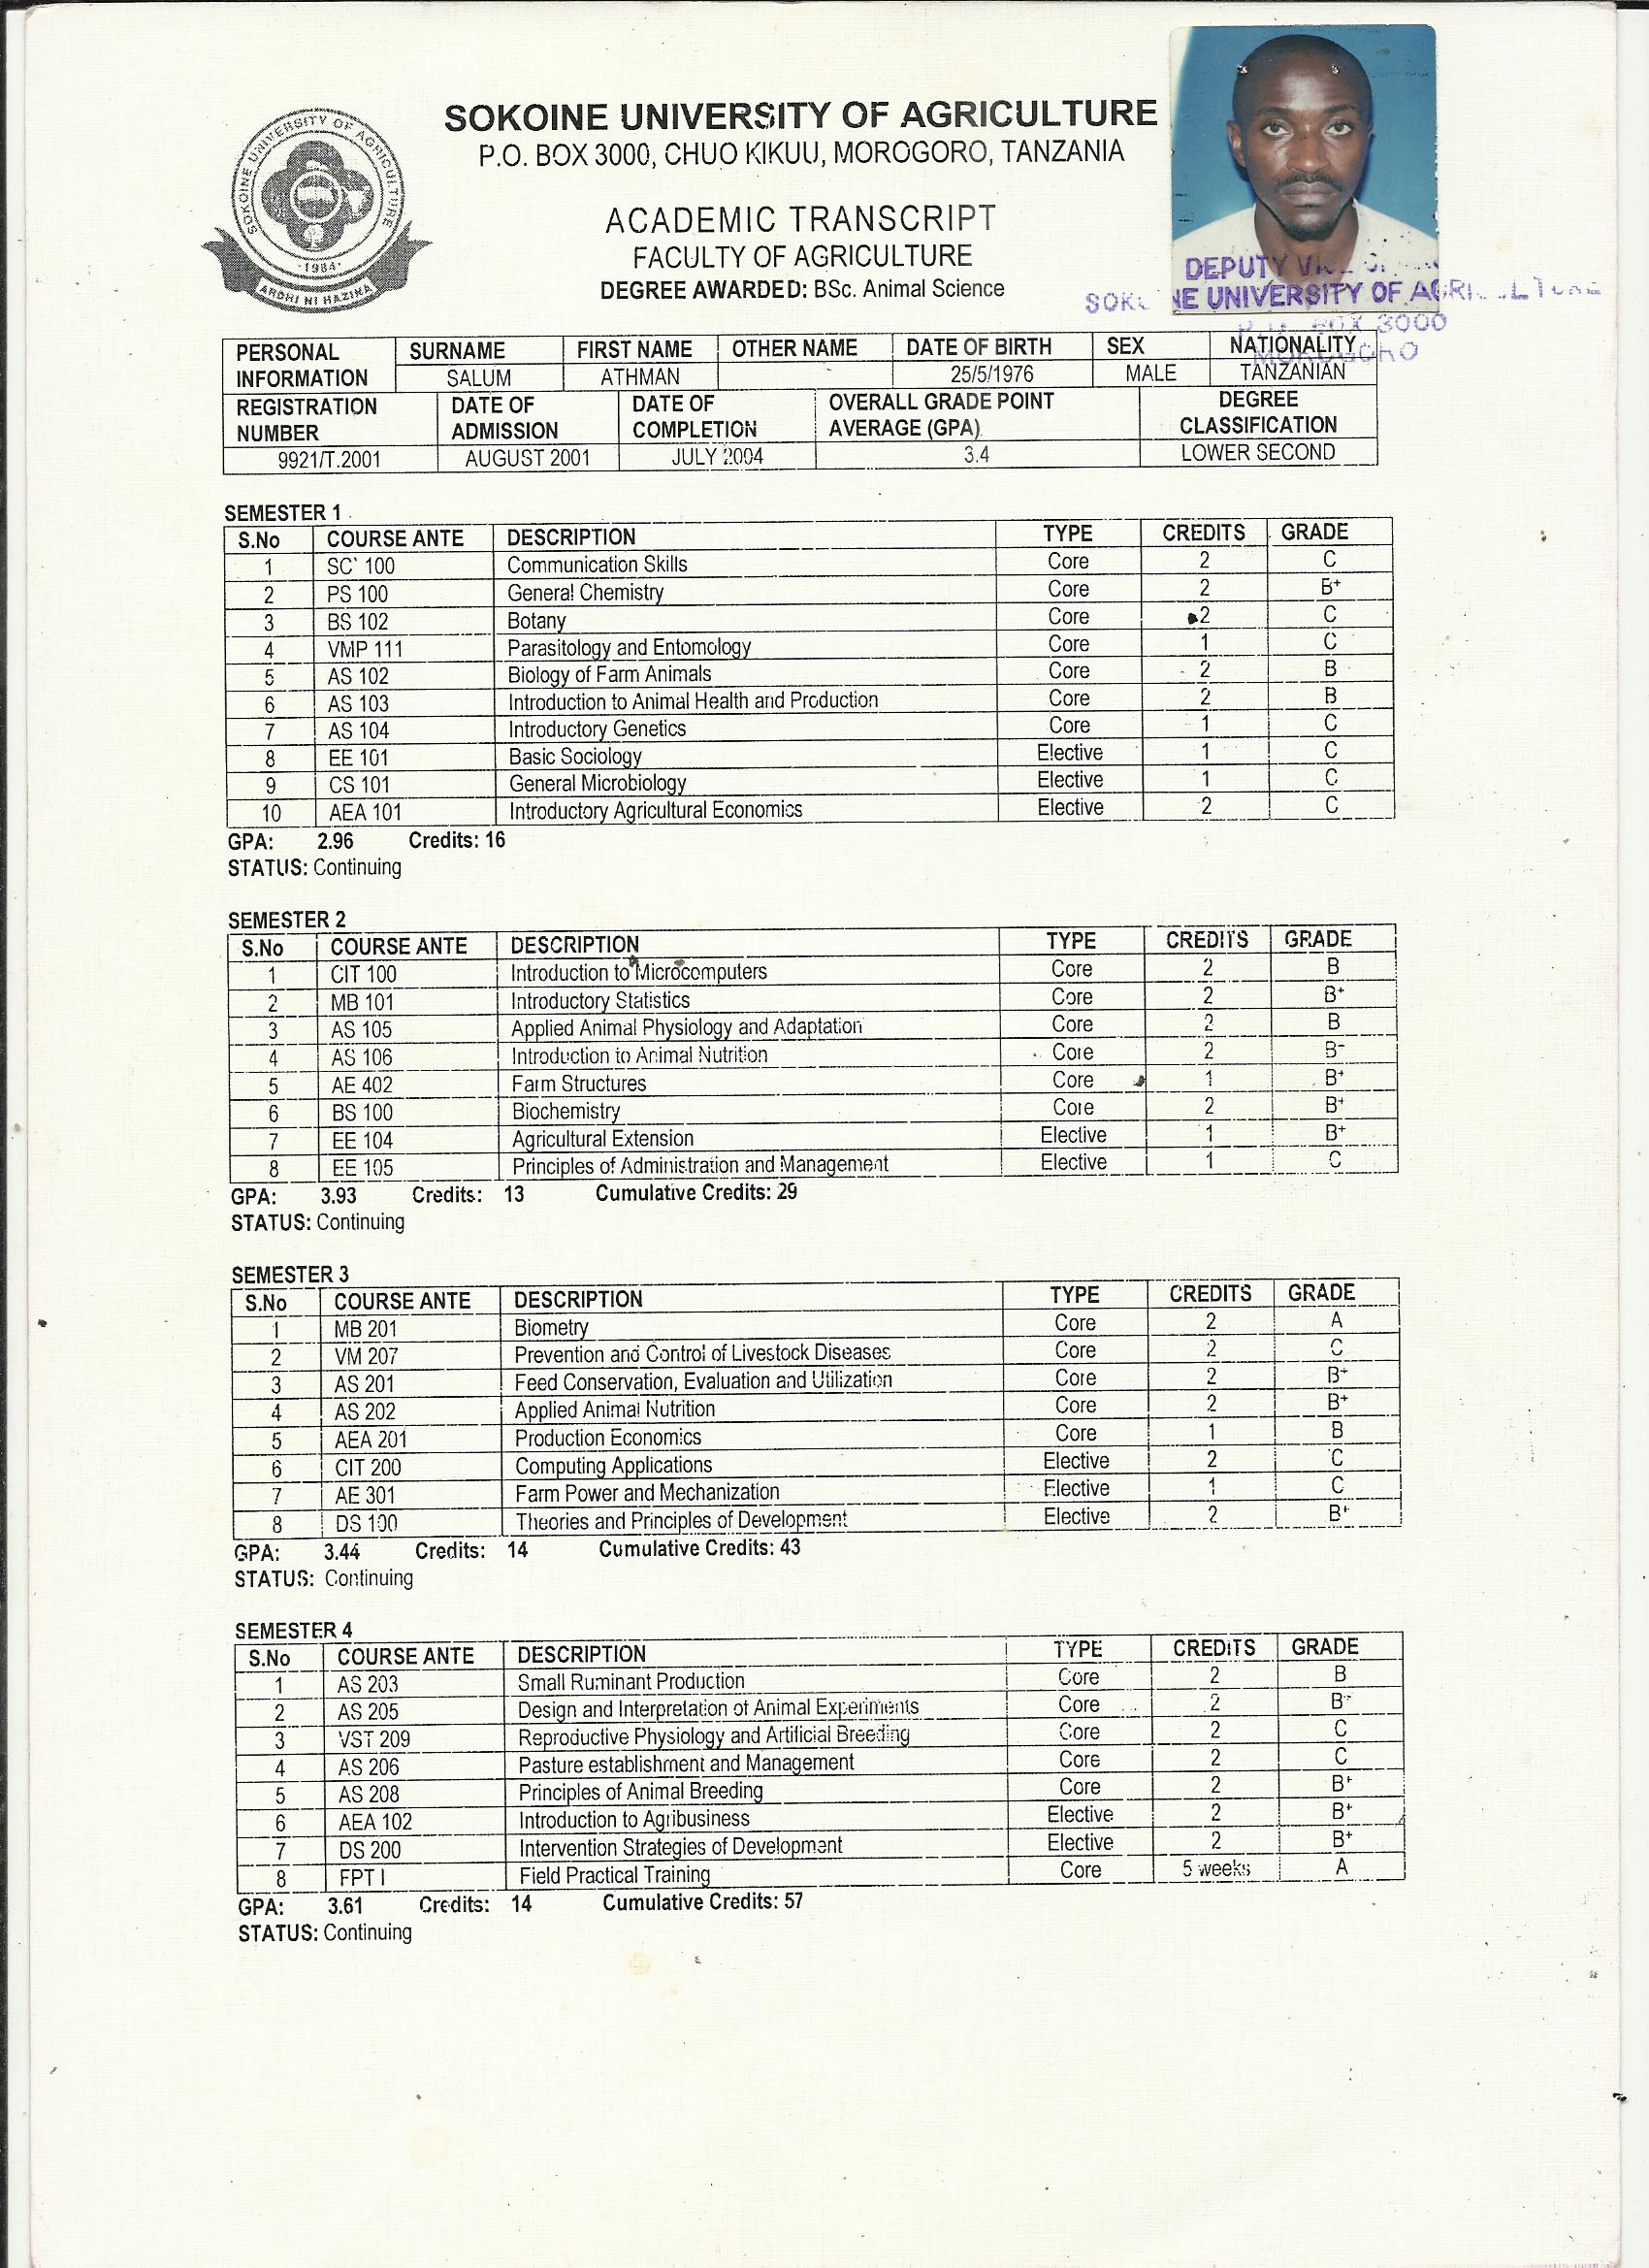 SOKOINE UNIVERSITY OF AGRICULTURE
P.O. BOX 3000, CHUO KIKUU, MOROGORO, TANZANIA
ACADEMIC TRANSCRIPT
FACULTY OF AGRICULTURE
DEGREE AWARDED: BSc. Animal Science
SOKOINE UNIVERSITY OF AGRICULTURE
·1984·
ARDHI NI HAZINA
DEPUTY
UNIVERSITY OF
BOX 3000
PERSONAL INFORMATION SURNAME FIRST NAME OTHER NAME DATE OF BIRTH SEX NATIONALITY
SALUM ATHMAN 25/5/1976 MALE TANZANIAN
REGISTRATION NUMBER DATE OF ADMISSION DATE OF COMPLETION OVERALL GRADE POINT AVERAGE (GPA) DEGREE CLASSIFICATION
9921/T.2001 AUGUST 2001 JULY 2004 3.4 LOWER SECOND
SEMESTER 1
S.No COURSE ANTE DESCRIPTION TYPE CREDITS GRADE
1 SC 100 Communication Skills Core 2 C
2 PS 100 General Chemistry Core 2 B+
3 BS 102 Botany Core 2 C
4 VMP 111 Parasitology and Entomology Core 1 C
5 AS 102 Biology of Farm Animals Core 2 B
6 AS 103 Introduction to Animal Health and Production Core 2 B
7 AS 104 Introductory Genetics Core 1 C
8 EE 101 Basic Sociology Elective 1 C
9 CS 101 General Microbiology Elective 1 C
10 AEA 101 Introductory Agricultural Economics Elective 2 C
GPA: 2.96 Credits: 16
STATUS: Continuing
SEMESTER 2
S.No COURSE ANTE DESCRIPTION TYPE CREDITS GRADE
1 CIT 100 Introduction to Microcomputers Core 2 B
2 MB 101 Introductory Statistics Core 2 B+
3 AS 105 Applied Animal Physiology and Adaptation Core 2 B
4 AS 106 Introduction to Animal Nutrition Core 2
5 AE 402 Farm Structures Core 1 B+
6 BS 100 Biochemistry Core 2 B+
7 EE 104 Agricultural Extension Elective 1 B+
8 EE 105 Principles of Administration and Management Elective 1 C
GPA: 3.93 Credits: 13 Cumulative Credits: 29
STATUS: Continuing
SEMESTER 3
S.No COURSE ANTE DESCRIPTION TYPE CREDITS GRADE
1 MB 201 Biometry Core 2 A
2 VM 207 Prevention and Control of Livestock Diseases Core 2 C
3 AS 201 Feed Conservation, Evaluation and Utilization Core 2 B+
4 AS 202 Applied Animal Nutrition Core 2 B+
5 AEA 201 Production Economics Core 1 B
6 CIT 200 Computing Applications Elective 2 C
7 AE 301 Farm Power and Mechanization Elective 1 C
8 DS 100 Theories and Principles of Development Elective 2 B+
GPA: 3.44 Credits: 14 Cumulative Credits: 43
STATUS: Continuing
SEMESTER 4
S.No COURSE ANTE DESCRIPTION TYPE CREDITS GRADE
1 AS 203 Small Ruminant Production Core 2 B
2 AS 205 Design and Interpretation of Animal Experiments Core 2
3 VST 209 Reproductive Physiology and Artificial Breeding Core 2 C
4 AS 206 Pasture establishment and Management Core 2 C
5 AS 208 Principles of Animal Breeding Core 2 B+
6 AEA 102 Introduction to Agribusiness Elective 2 B+
7 DS 200 Intervention Strategies of Development Elective 2 B+
8 FPT I Field Practical Training Core 5 weeks A
GPA: 3.61 Credits: 14 Cumulative Credits: 57
STATUS: Continuing